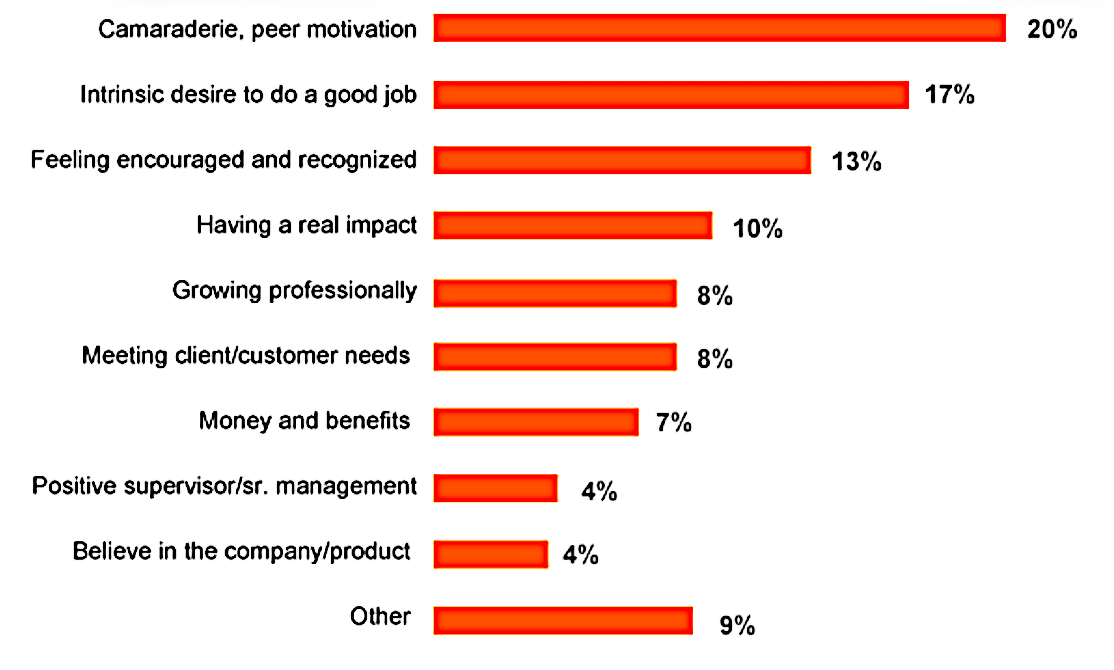 Camaraderie, peer motivation 20%
Intrinsic desire to do a good job 17%
Feeling encouraged and recognized 13%
Having a real impact 10%
Growing professionally 8%
Meeting client/customer needs 8%
Money and benefits 7%
Positive supervisor/sr. management 4%
Believe in the company/product 4%
Other 9%